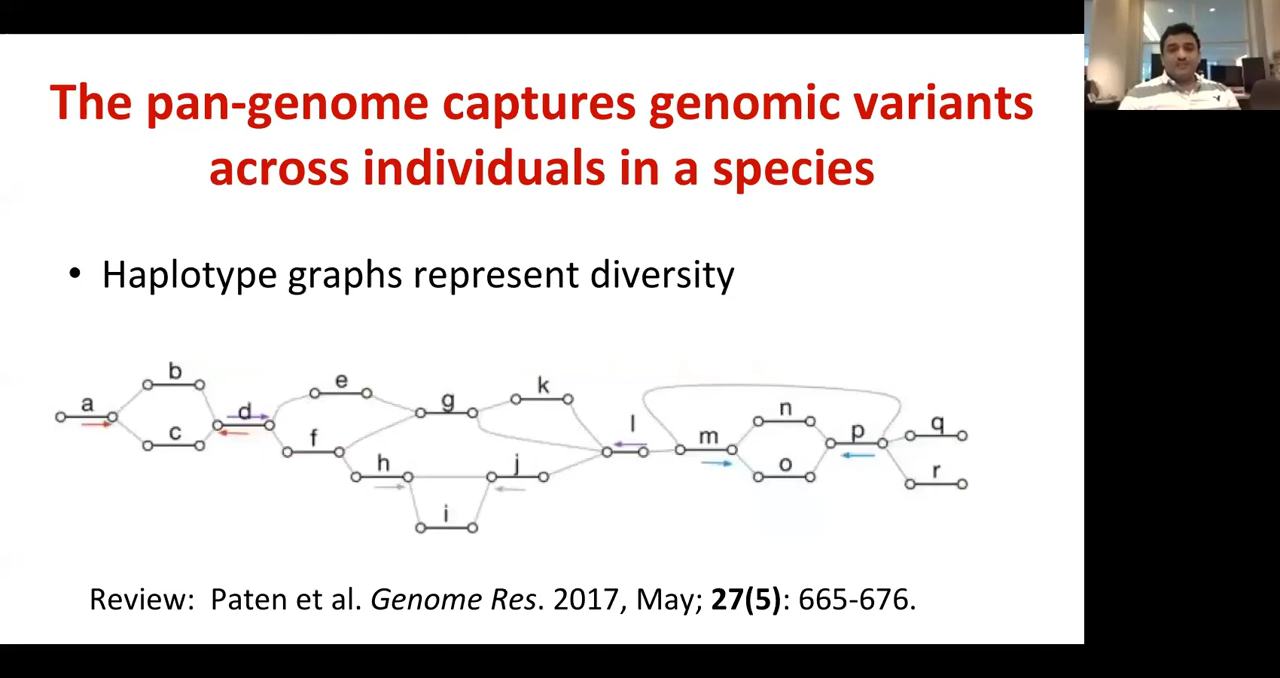 The pan-genome captures genomic variants
across individuals in a species
• Haplotype graphs represent diversity
a
b
c
d
e
f
g
h
i
j
k
l
m
n
o
p
q
r
Review: Paten et al. Genome Res. 2017, May; 27(5): 665-676.